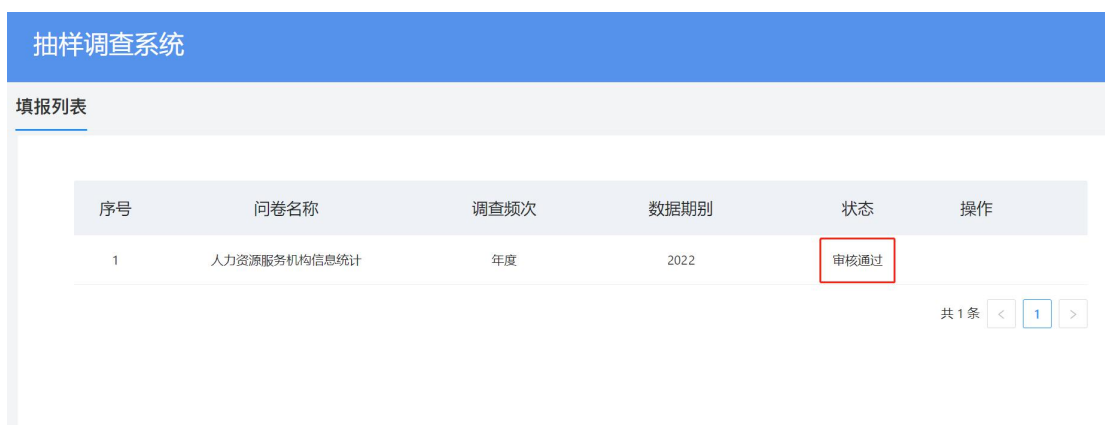 抽样调查系统
填报列表
序号 问卷名称 调查频次 数据期别 状态 操作
1 人力资源服务机构信息统计 年度 2022 审核通过
共 1 条 < 1 >